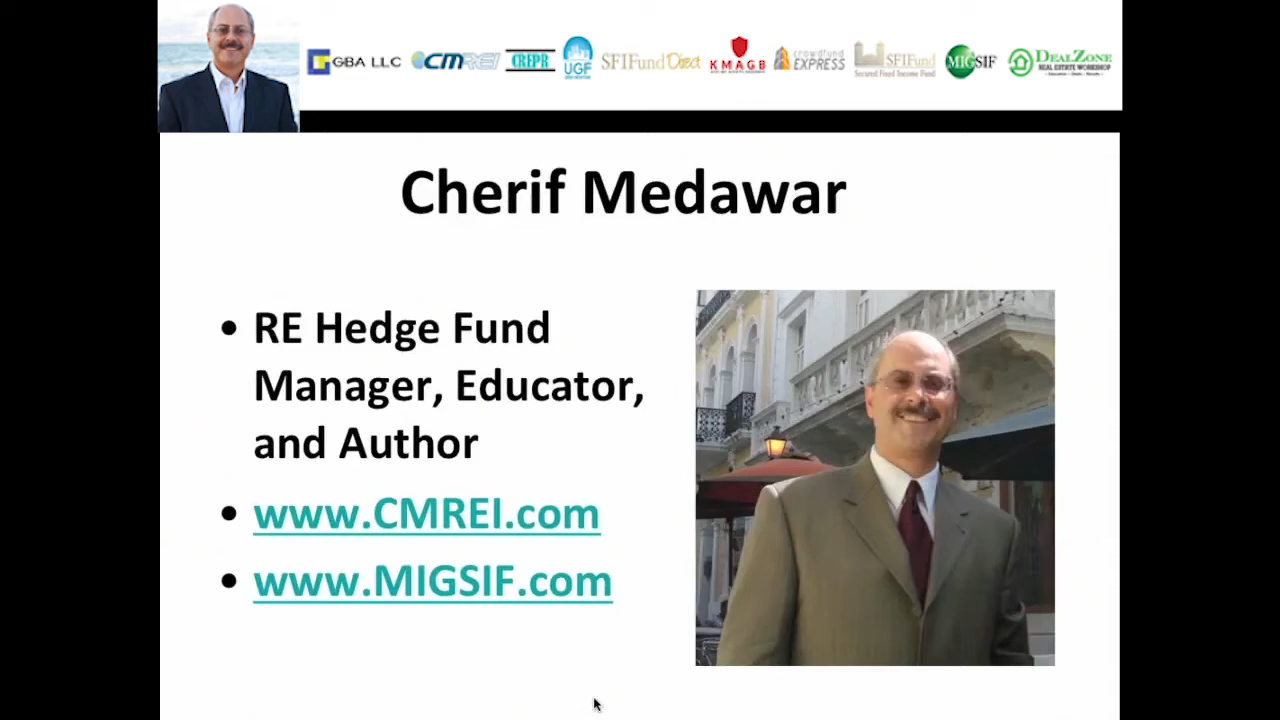 GBA LLC CMREI CREPR UGF SFIFund Direct KMAGB crowdfund EXPRESS SFIFund Secured Fixed Income Fund MIGSIF DEALZONE REAL ESTATE WORKSHOP
Cherif Medawar
• RE Hedge Fund
Manager, Educator,
and Author
• www.CMREI.com
• www.MIGSIF.com